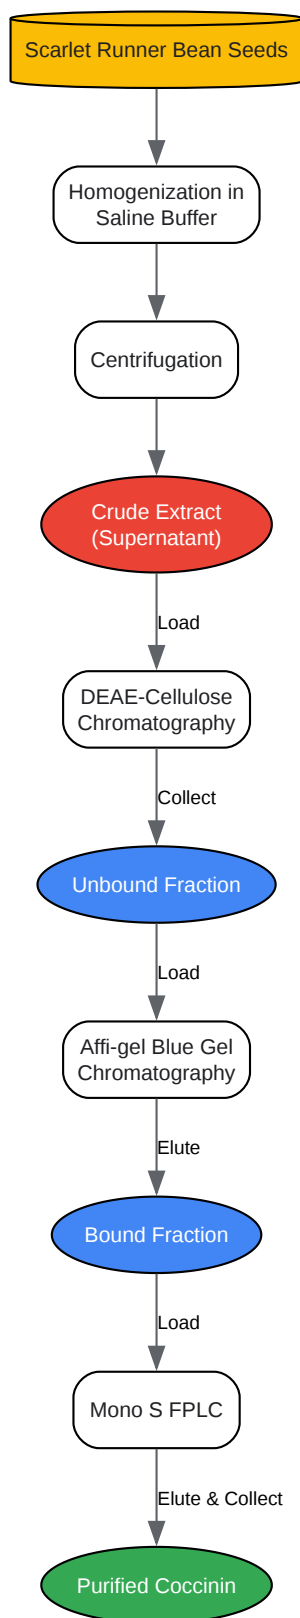 Scarlet Runner Bean Seeds
Homogenization in
Saline Buffer
Centrifugation
Crude Extract
(Supernatant)
Load
DEAE-Cellulose
Chromatography
Collect
Unbound Fraction
Load
Affi-gel Blue Gel
Chromatography
Elute
Bound Fraction
Load
Mono S FPLC
Elute & Collect
Purified Coccinin